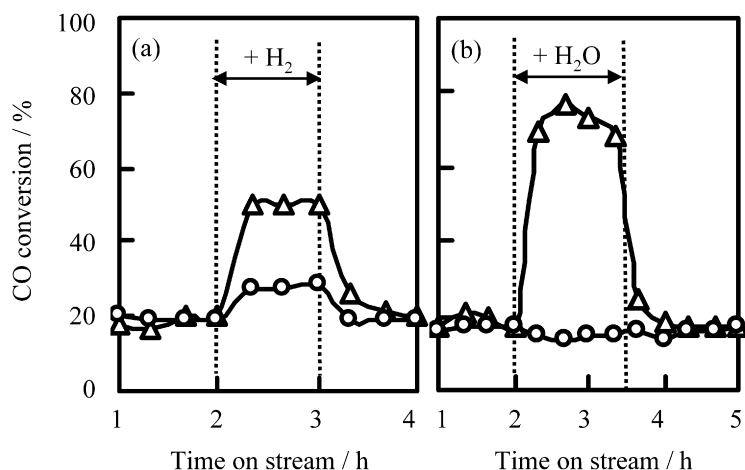 100
80
60
40
20
0
CO conversion / %
(a)
+ H₂
1 2 3 4
Time on stream / h
(b)
+ H₂O
1 2 3 4 5
Time on stream / h